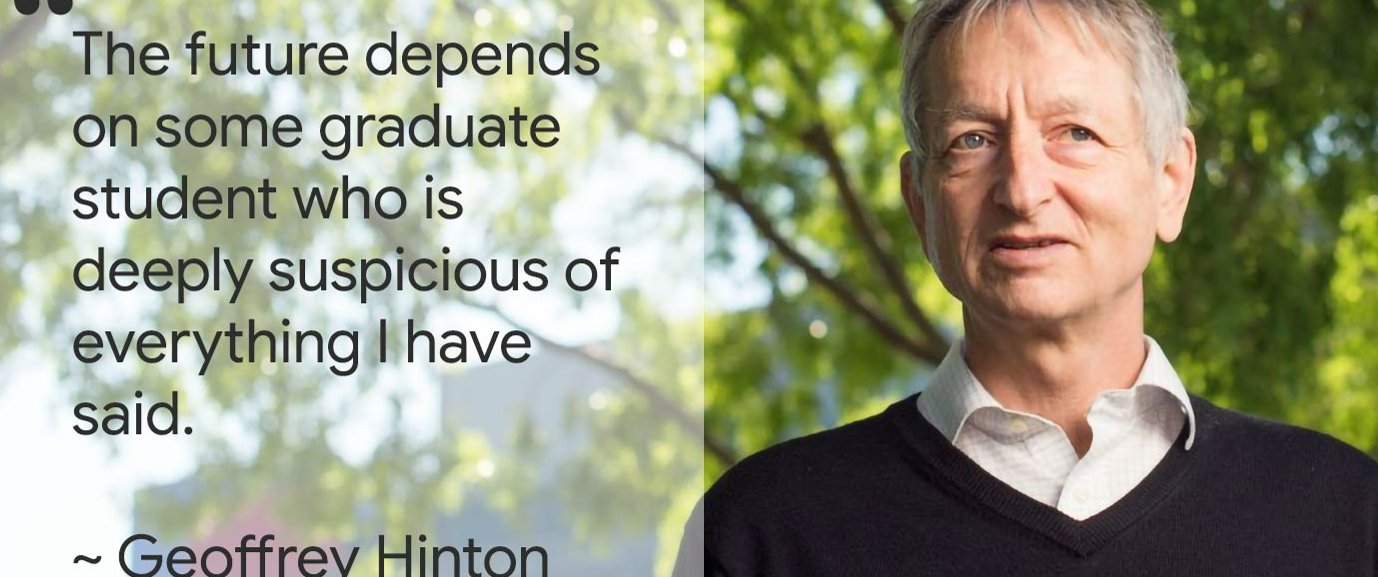 “
The future depends
on some graduate
student who is
deeply suspicious of
everything I have
said.
~ Geoffrey Hinton